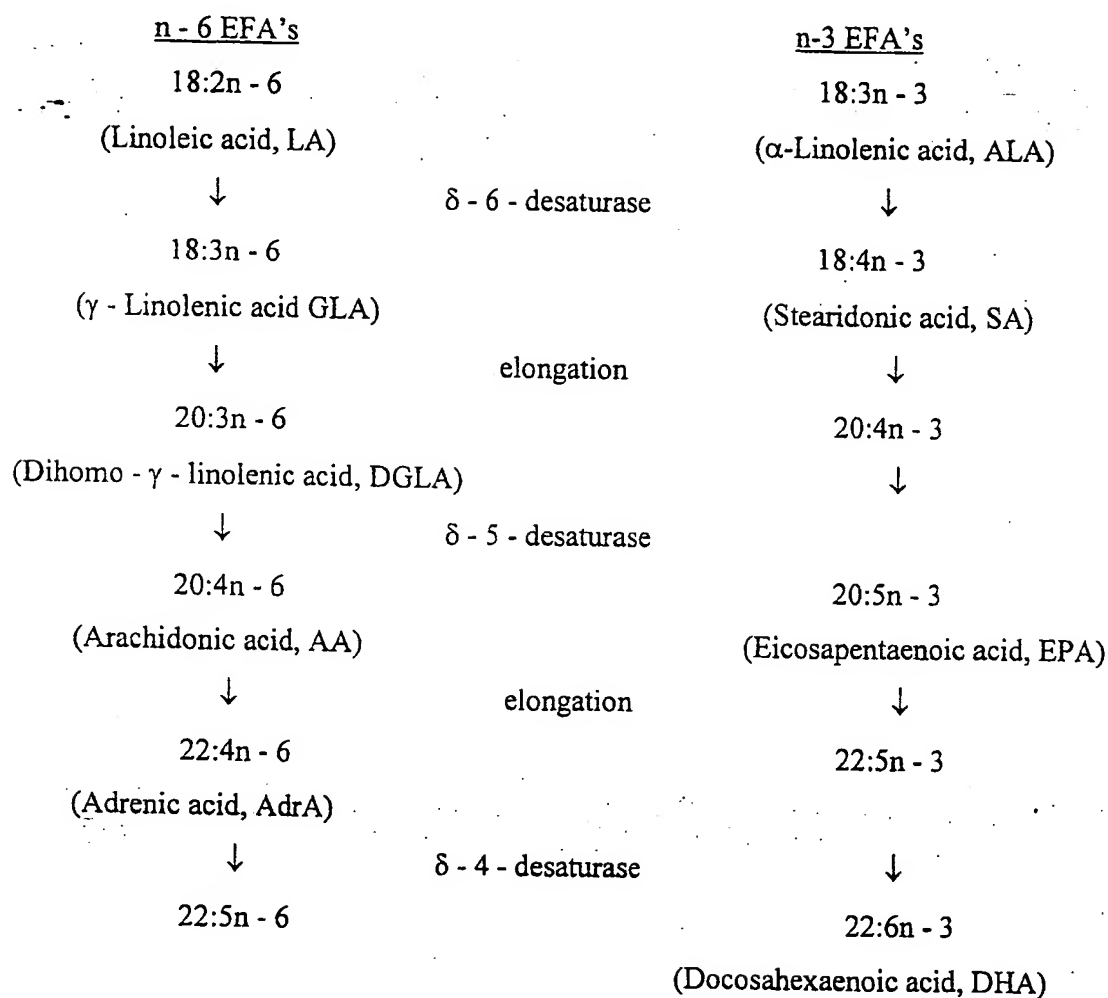 n - 6 EFA's n-3 EFA's
18:2n - 6 18:3n - 3
(Linoleic acid, LA) (α-Linolenic acid, ALA)
↓ δ - 6 - desaturase ↓
18:3n - 6 18:4n - 3
(γ - Linolenic acid GLA) (Stearidonic acid, SA)
↓ elongation ↓
20:3n - 6 20:4n - 3
(Dihomo - γ - linolenic acid, DGLA) ↓
↓ δ - 5 - desaturase
20:4n - 6 20:5n - 3
(Arachidonic acid, AA) (Eicosapentaenoic acid, EPA)
↓ elongation ↓
22:4n - 6 22:5n - 3
(Adrenic acid, AdrA)
↓ δ - 4 - desaturase ↓
22:5n - 6 22:6n - 3
(Docosahexaenoic acid, DHA)